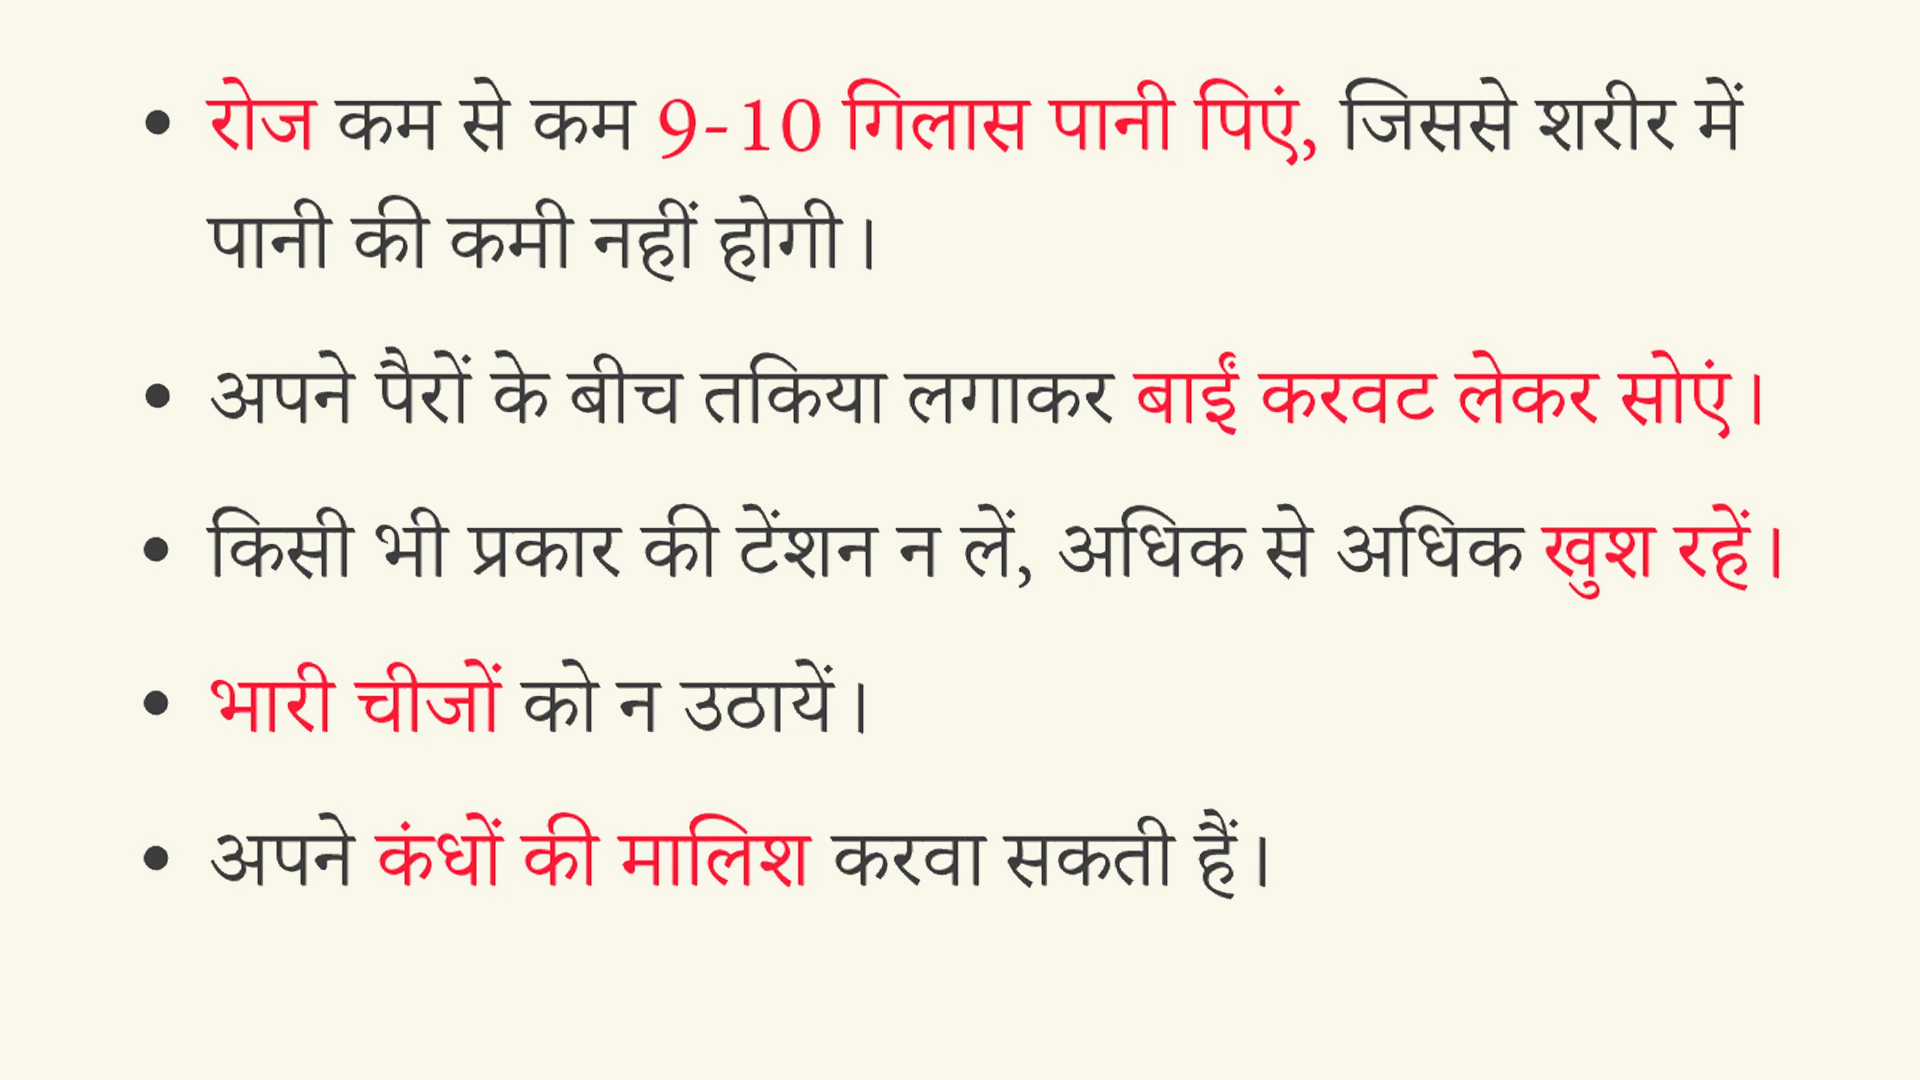 • रोज कम से कम 9-10 गिलास पानी पिएं, जिससे शरीर में
पानी की कमी नहीं होगी।
• अपने पैरों के बीच तकिया लगाकर बाईं करवट लेकर सोएं।
• किसी भी प्रकार की टेंशन न लें, अधिक से अधिक खुश रहें।
• भारी चीजों को न उठायें।
• अपने कंधों की मालिश करवा सकती हैं।